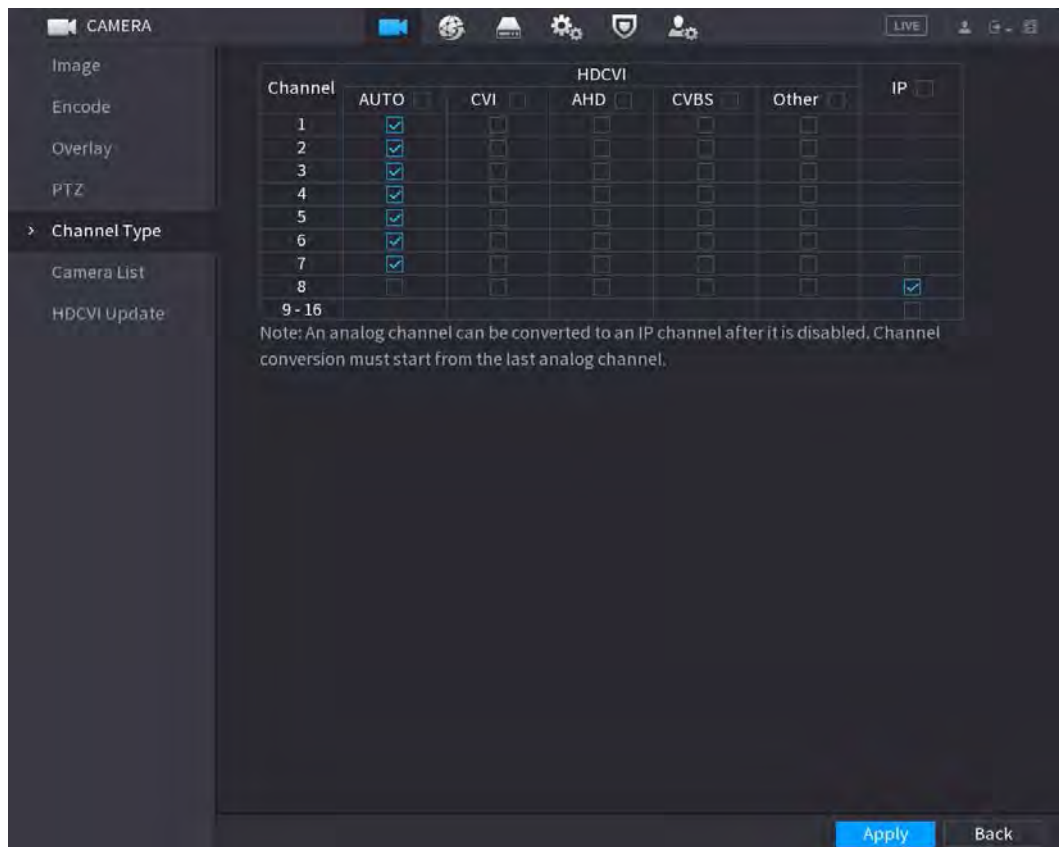 CAMERA
LIVE
Image
Encode
Overlay
PTZ
> Channel Type
Camera List
HDCVI Update
Channel HDCVI IP
AUTO CVI AHD CVBS Other
1
2
3
4
5
6
7
8
9 - 16
Note: An analog channel can be converted to an IP channel after it is disabled. Channel
conversion must start from the last analog channel.
Apply Back